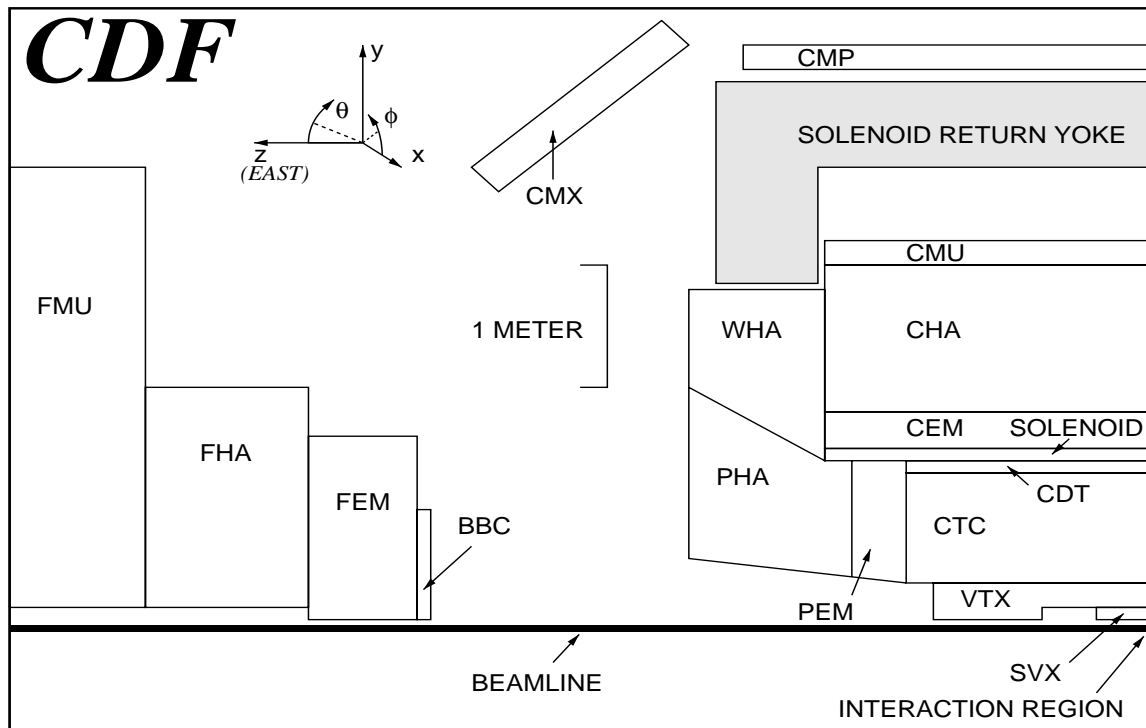 CDF
y
θ
φ
z
x
(EAST)
CMP
SOLENOID RETURN YOKE
CMX
CMU
FMU
1 METER
WHA
CHA
CEM
SOLENOID
FHA
PHA
CDT
FEM
BBC
CTC
VTX
PEM
SVX
BEAMLINE
INTERACTION REGION